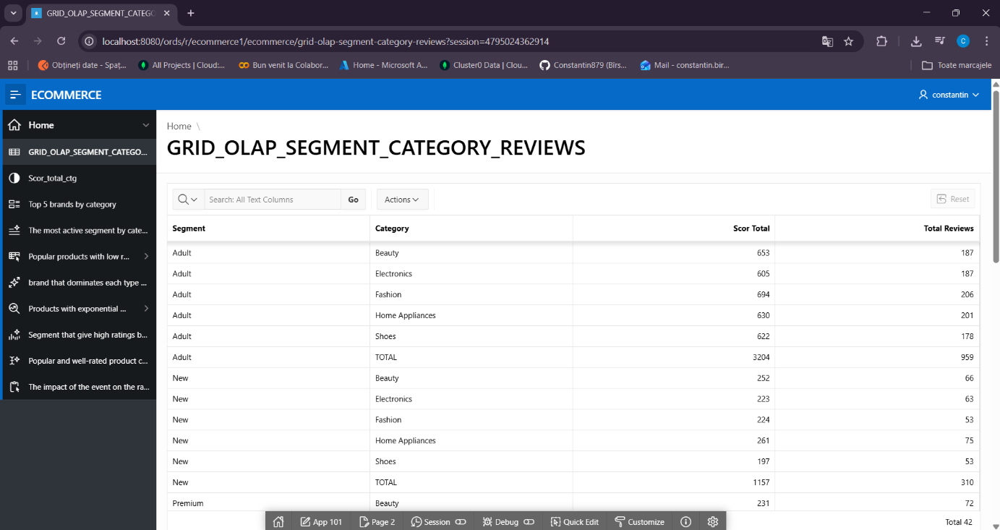 GRID_OLAP_SEGMENT_CATEGO
localhost:8080/ords/r/ecommerce1/ecommerce/grid-olap-segment-category-reviews?session=4795024362914
C
Obțineți date - Spaț... All Projects | Cloud:... Bun venit la Colabor... Home - Microsoft A... Cluster0 Data | Clou... Constantin879 (Bîrs... Mail - constantin.bir... Toate marcajele
ECOMMERCE constantin
Home
GRID_OLAP_SEGMENT_CATEGO...
Scor_total_ctg
Top 5 brands by category
The most active segment by cate...
Popular products with low r...
brand that dominates each type ...
Products with exponential ...
Segment that give high ratings b...
Popular and well-rated product c...
The impact of the event on the ra...
Home \
GRID_OLAP_SEGMENT_CATEGORY_REVIEWS
Search: All Text Columns Go Actions Reset
Segment Category Scor Total Total Reviews
Adult Beauty 653 187
Adult Electronics 605 187
Adult Fashion 694 206
Adult Home Appliances 630 201
Adult Shoes 622 178
Adult TOTAL 3204 959
New Beauty 252 66
New Electronics 223 63
New Fashion 224 53
New Home Appliances 261 75
New Shoes 197 53
New TOTAL 1157 310
Premium Beauty 231 72
App 101 Page 2 Session Debug Quick Edit Customize
Total 42